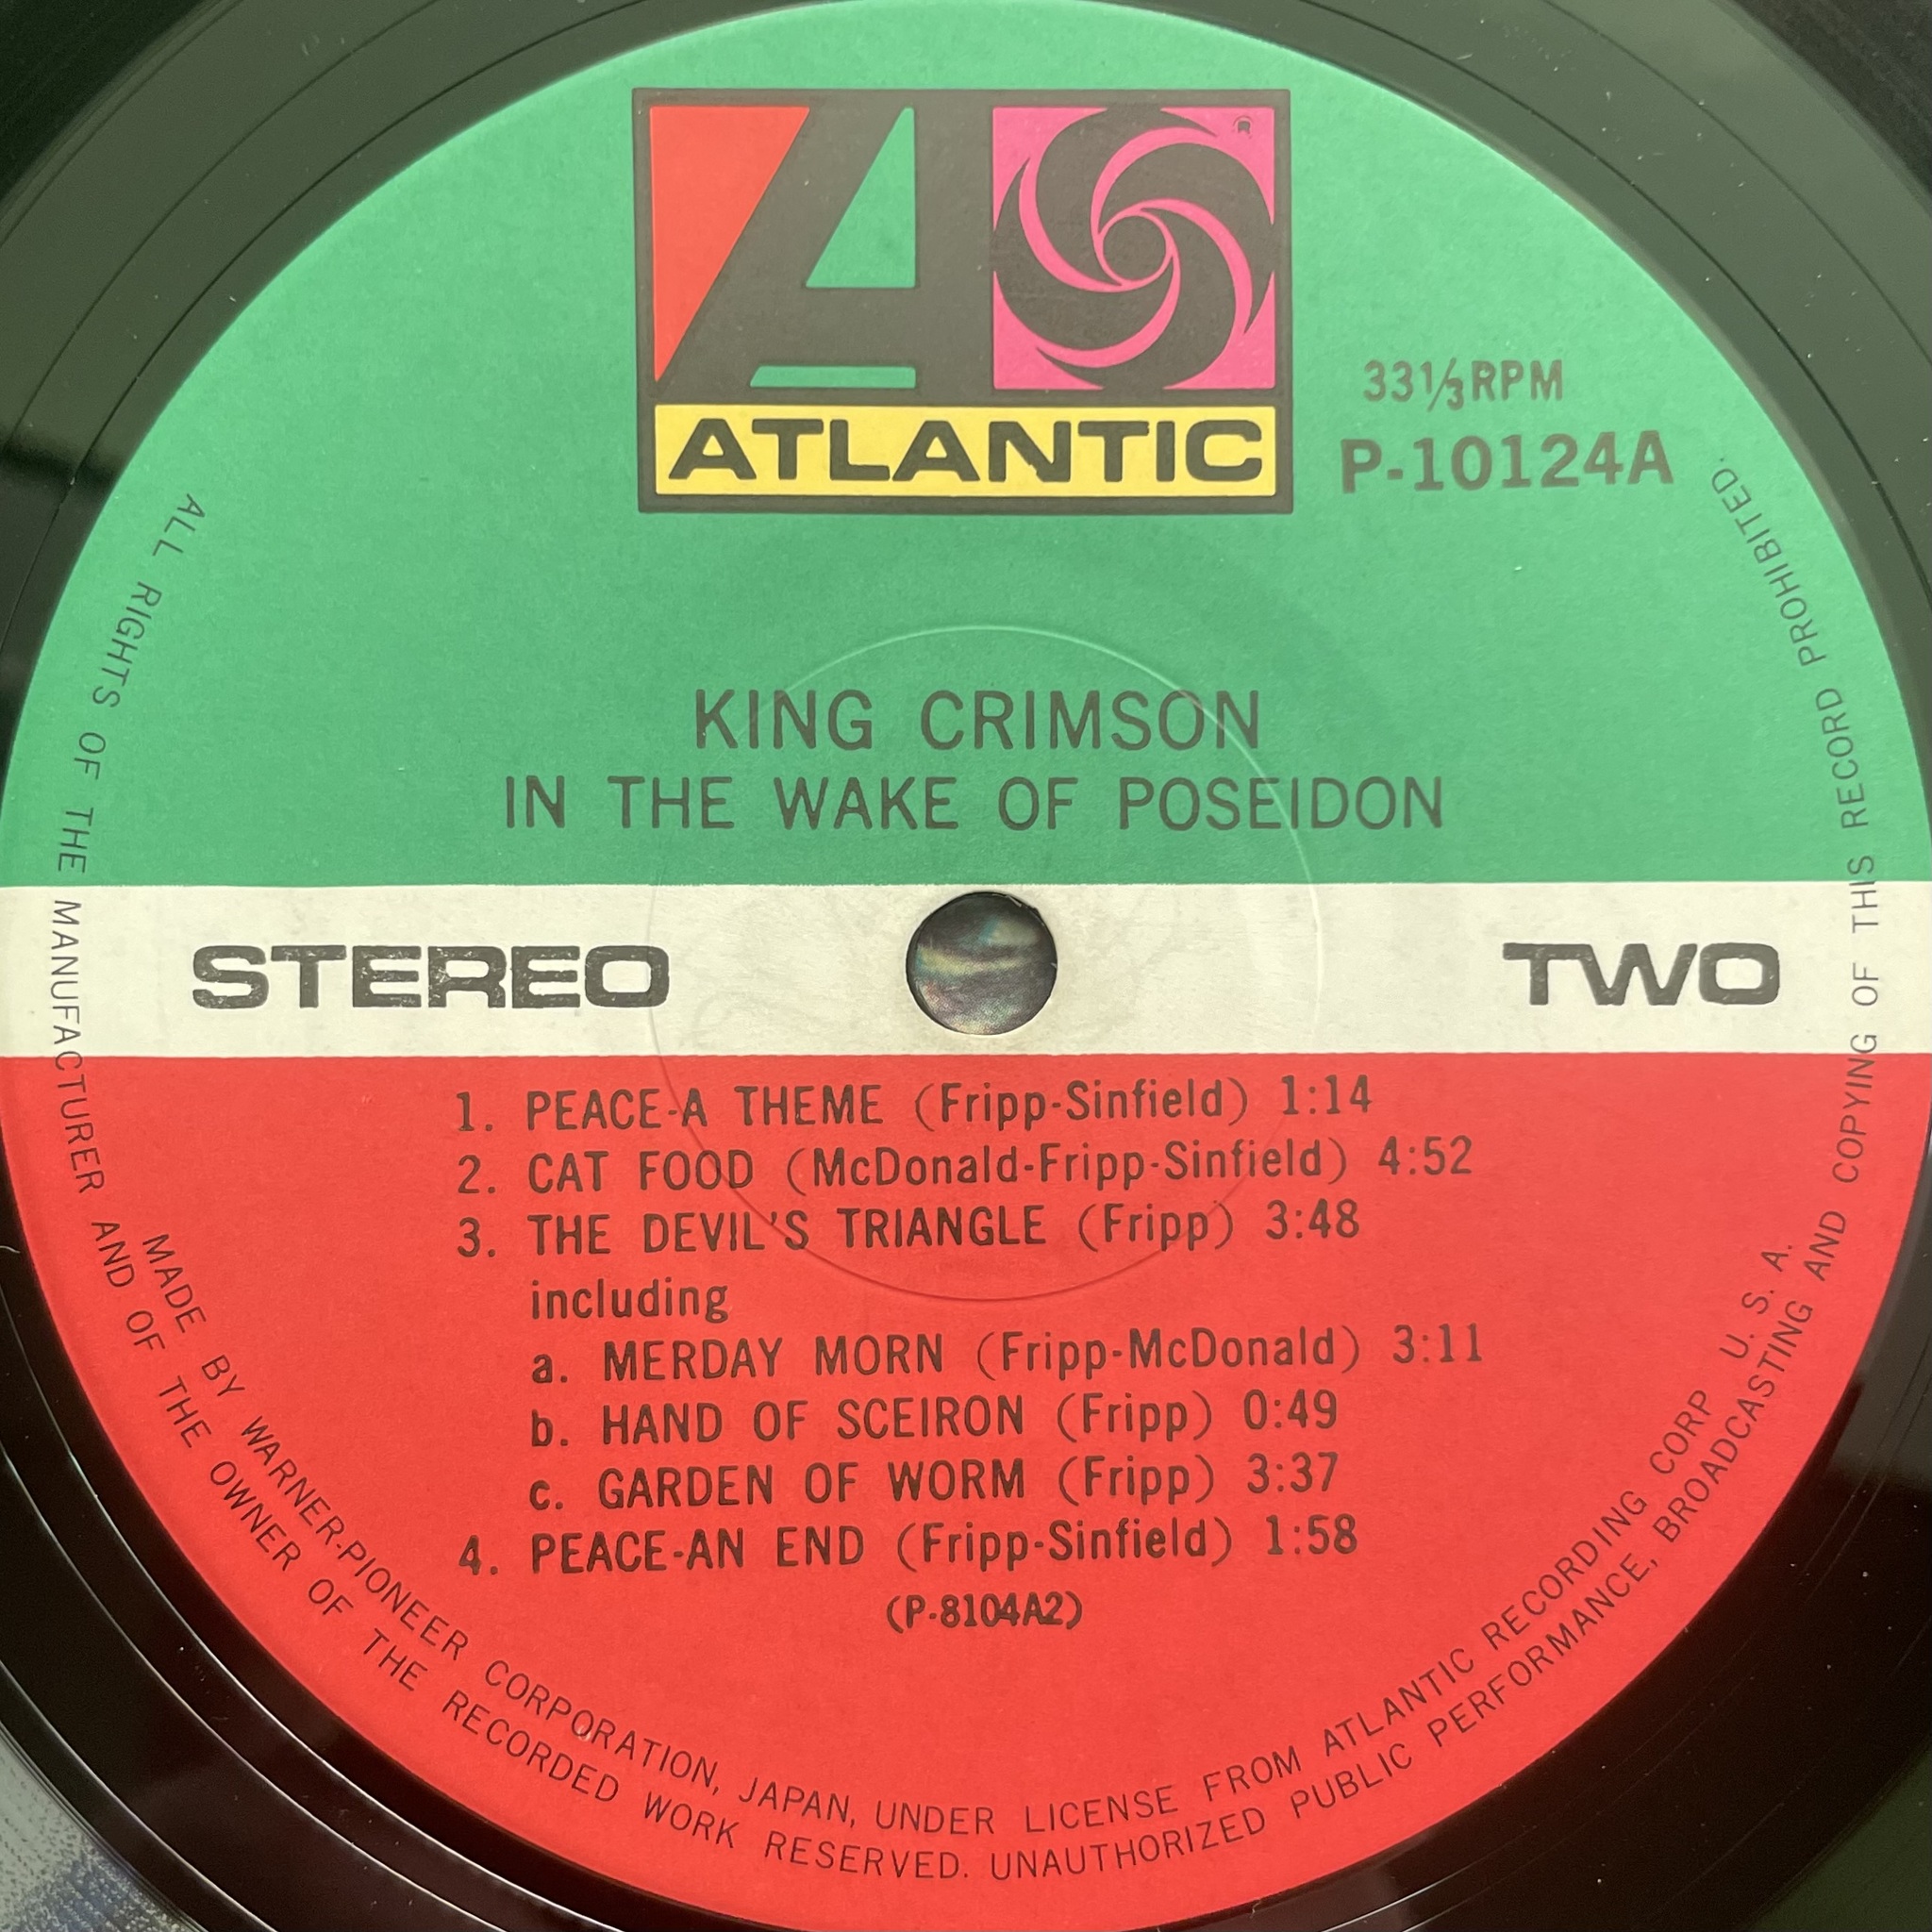 ATLANTIC
33⅓RPM
P-10124A
KING CRIMSON
IN THE WAKE OF POSEIDON
STEREO
TWO
1. PEACE-A THEME (Fripp-Sinfield) 1:14
2. CAT FOOD (McDonald-Fripp-Sinfield) 4:52
3. THE DEVIL'S TRIANGLE (Fripp) 3:48
including
a. MERDAY MORN (Fripp-McDonald) 3:11
b. HAND OF SCEIRON (Fripp) 0:49
c. GARDEN OF WORM (Fripp) 3:37
4. PEACE-AN END (Fripp-Sinfield) 1:58
(P-8104A2)
MADE BY WARNER-PIONEER CORPORATION, JAPAN, UNDER LICENSE FROM ATLANTIC RECORDING CORP U. S. A.
ALL RIGHTS OF THE MANUFACTURER AND OF THE OWNER OF THE RECORDED WORK RESERVED. UNAUTHORIZED PUBLIC PERFORMANCE, BROADCASTING AND COPYING OF THIS RECORD PROHIBITED.